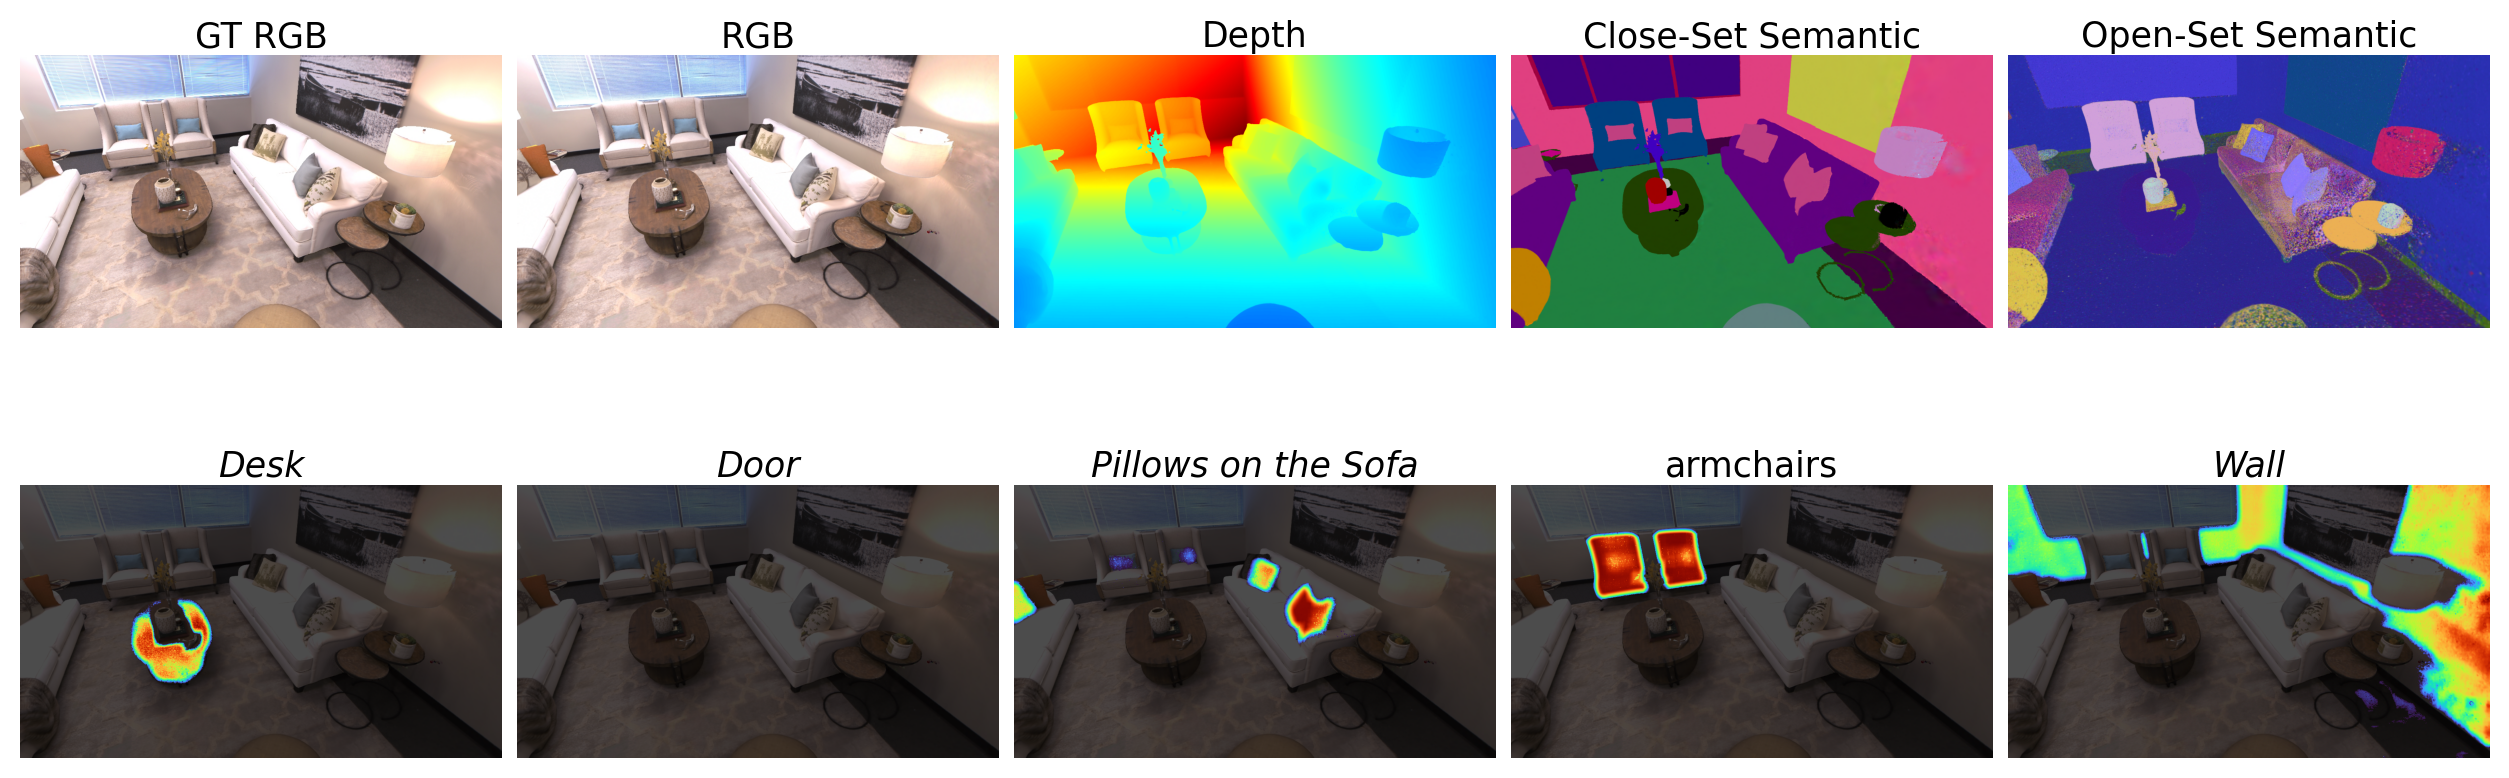 GT RGB
RGB
Depth
Close-Set Semantic
Open-Set Semantic
Desk
Door
Pillows on the Sofa
armchairs
Wall